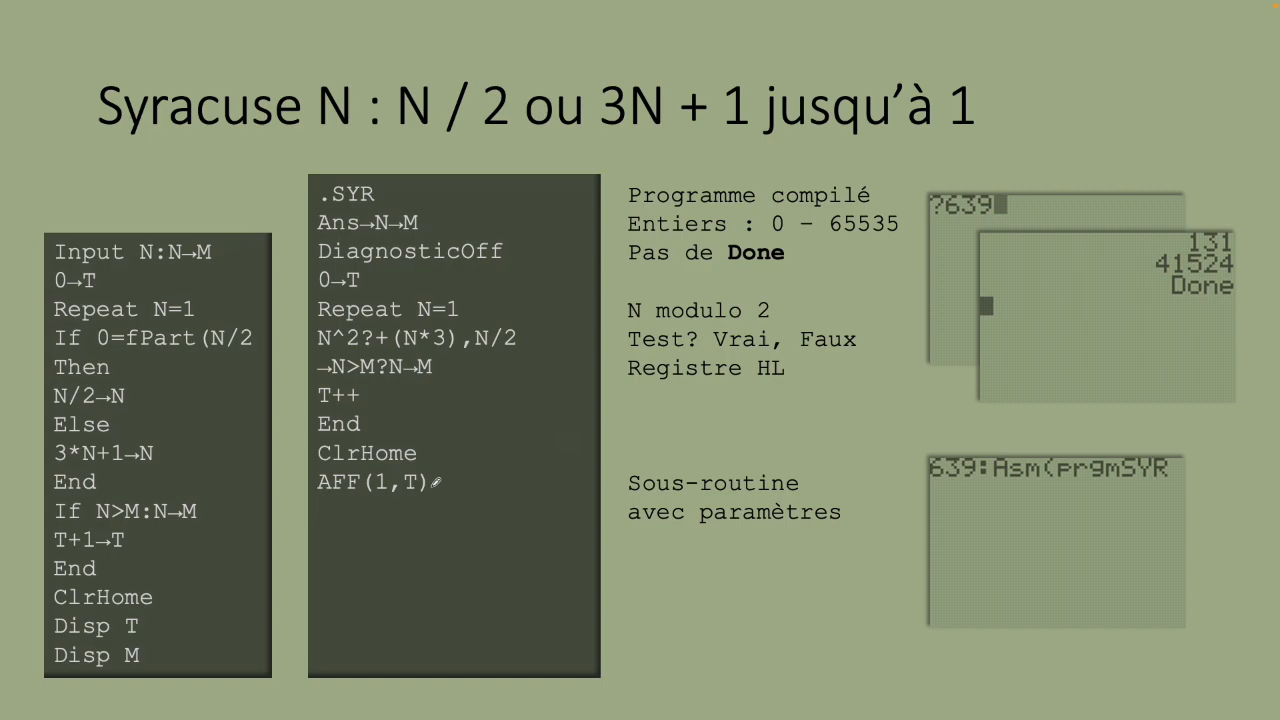 Syracuse N : N / 2 ou 3N + 1 jusqu’à 1
Input N:N→M
0→T
Repeat N=1
If 0=fPart(N/2
Then
N/2→N
Else
3*N+1→N
End
If N>M:N→M
T+1→T
End
ClrHome
Disp T
Disp M
.SYR
Ans→N→M
DiagnosticOff
0→T
Repeat N=1
N^2?+(N*3),N/2
→N>M?N→M
T++
End
ClrHome
AFF(1,T)
Programme compilé
Entiers : 0 – 65535
Pas de Done
N modulo 2
Test? Vrai, Faux
Registre HL
Sous-routine
avec paramètres
?639
131
41524
Done
639:Asm(prgmSYR